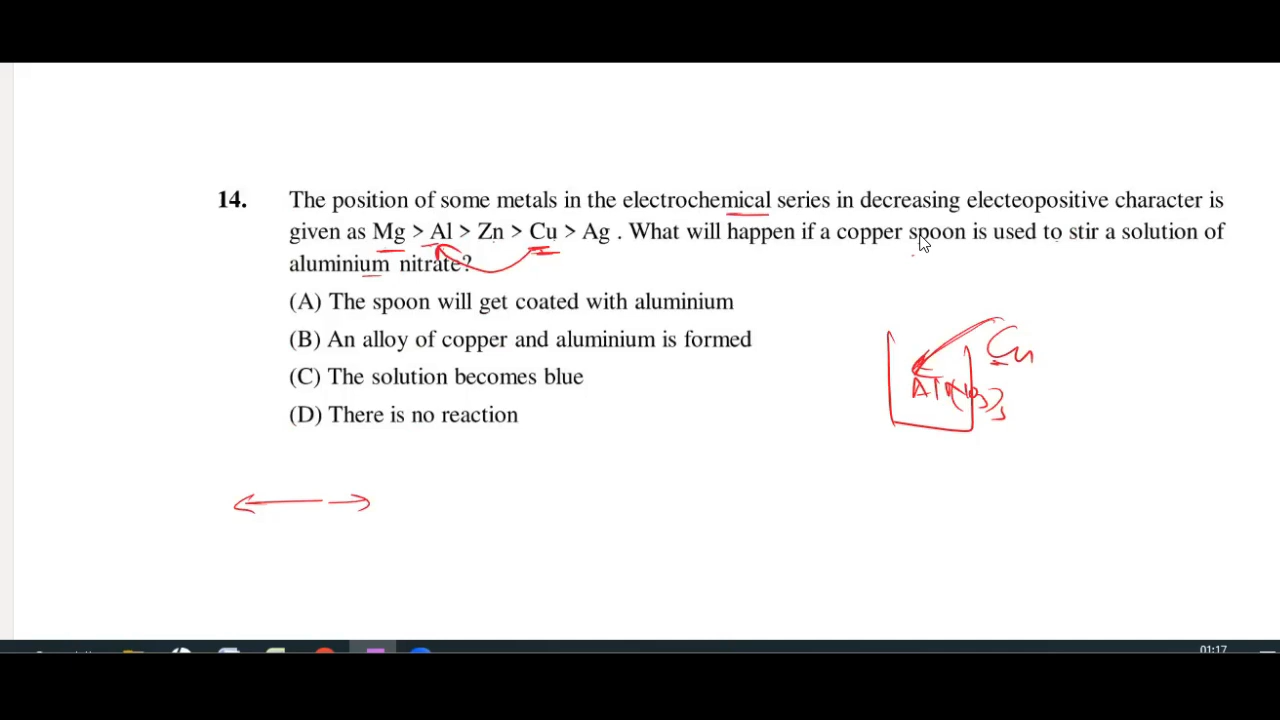 14. The position of some metals in the electrochemical series in decreasing electeopositive character is
given as Mg > Al > Zn > Cu > Ag . What will happen if a copper spoon is used to stir a solution of
aluminium nitrate?
(A) The spoon will get coated with aluminium
(B) An alloy of copper and aluminium is formed
(C) The solution becomes blue
(D) There is no reaction
Cu
Al(NO3)3
01:17